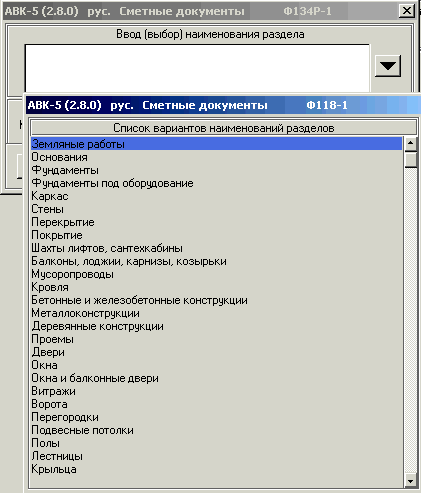 АВК-5 (2.8.0) рус. Сметные документы Ф134Р-1
Ввод (выбор) наименования раздела
АВК-5 (2.8.0) рус. Сметные документы Ф118-1
Список вариантов наименований разделов
Земляные работы
Основания
Фундаменты
Фундаменты под оборудование
Каркас
Стены
Перекрытие
Покрытие
Шахты лифтов, сантехкабины
Балконы, лоджии, карнизы, козырьки
Мусоропроводы
Кровля
Бетонные и железобетонные конструкции
Металлоконструкции
Деревянные конструкции
Проемы
Двери
Окна
Окна и балконные двери
Витражи
Ворота
Перегородки
Подвесные потолки
Полы
Лестницы
Крыльца